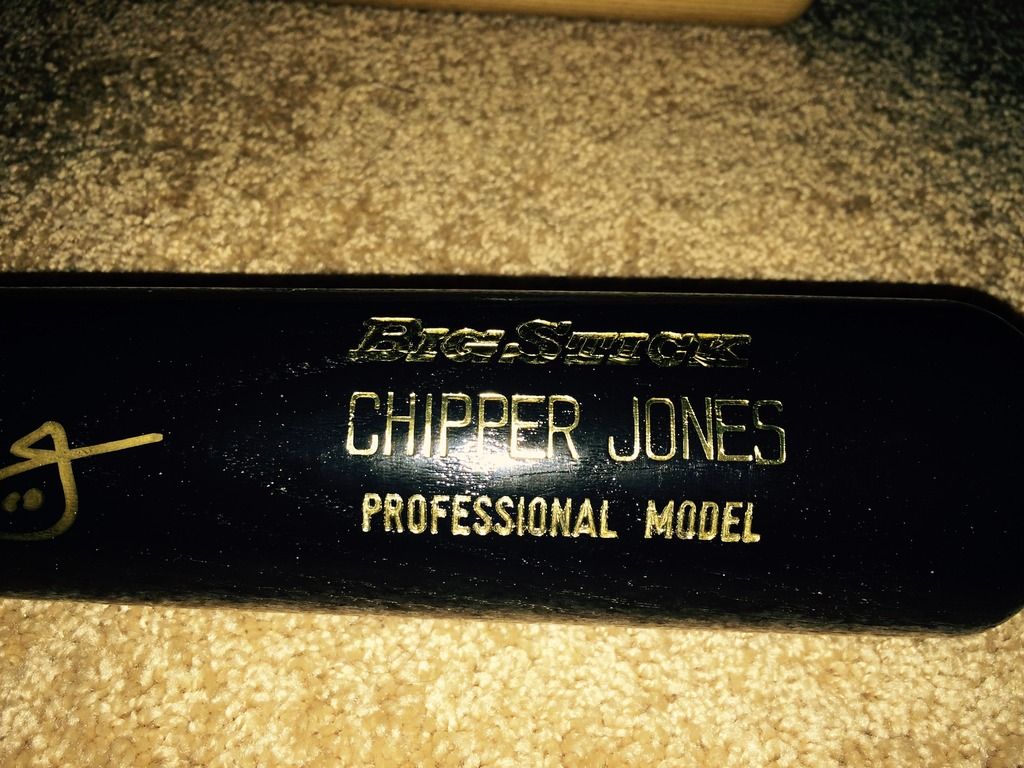 Big Stick
CHIPPER JONES
PROFESSIONAL MODEL